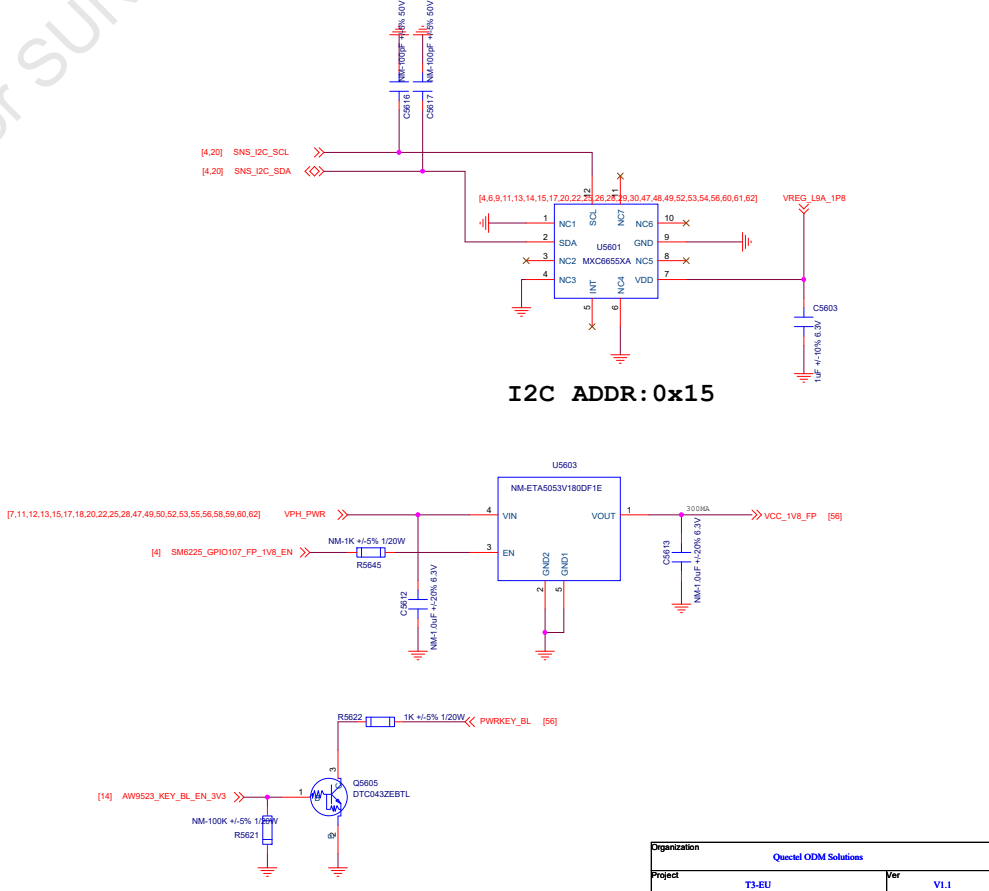 or SUN
NM-100pF +/-5% 50V
NM-100pF +/-5% 50V
C5616
C5617
[4,20] SNS_I2C_SCL
[4,20] SNS_I2C_SDA
[4,6,9,11,13,14,15,17,20,22,25,26,28,29,30,47,48,49,52,53,54,56,60,61,62] VREG_L9A_1P8
12 11
SCL NC7
1 NC1 NC6 10
2 SDA U5601 GND 9
3 NC2 MXC6655XA NC5 8
4 NC3 VDD 7
INT NC4
5 6
C5603
1uF +/-10% 6.3V
I2C ADDR:0x15
U5603
NM-ETA5053V180DF1E
[7,11,12,13,15,17,18,20,22,25,28,47,49,50,52,53,55,56,58,59,60,62] VPH_PWR 4 VIN VOUT 1 300MA VCC_1V8_FP [56]
NM-1K +/-5% 1/20W
[4] SM6225_GPIO107_FP_1V8_EN 3 EN
R5645
GND2 GND1
2 5
C5612
NM-1.0uF +/-20% 6.3V
C5613
NM-1.0uF +/-20% 6.3V
R5622 1K +/-5% 1/20W PWRKEY_BL [56]
3
C
Q5605
DTC043ZEBTL
[14] AW9523_KEY_BL_EN_3V3 1 B
NM-100K +/-5% 1/20W
R5621
2
Organization
Quectel ODM Solutions
Project Ver
T3-EU V1.1